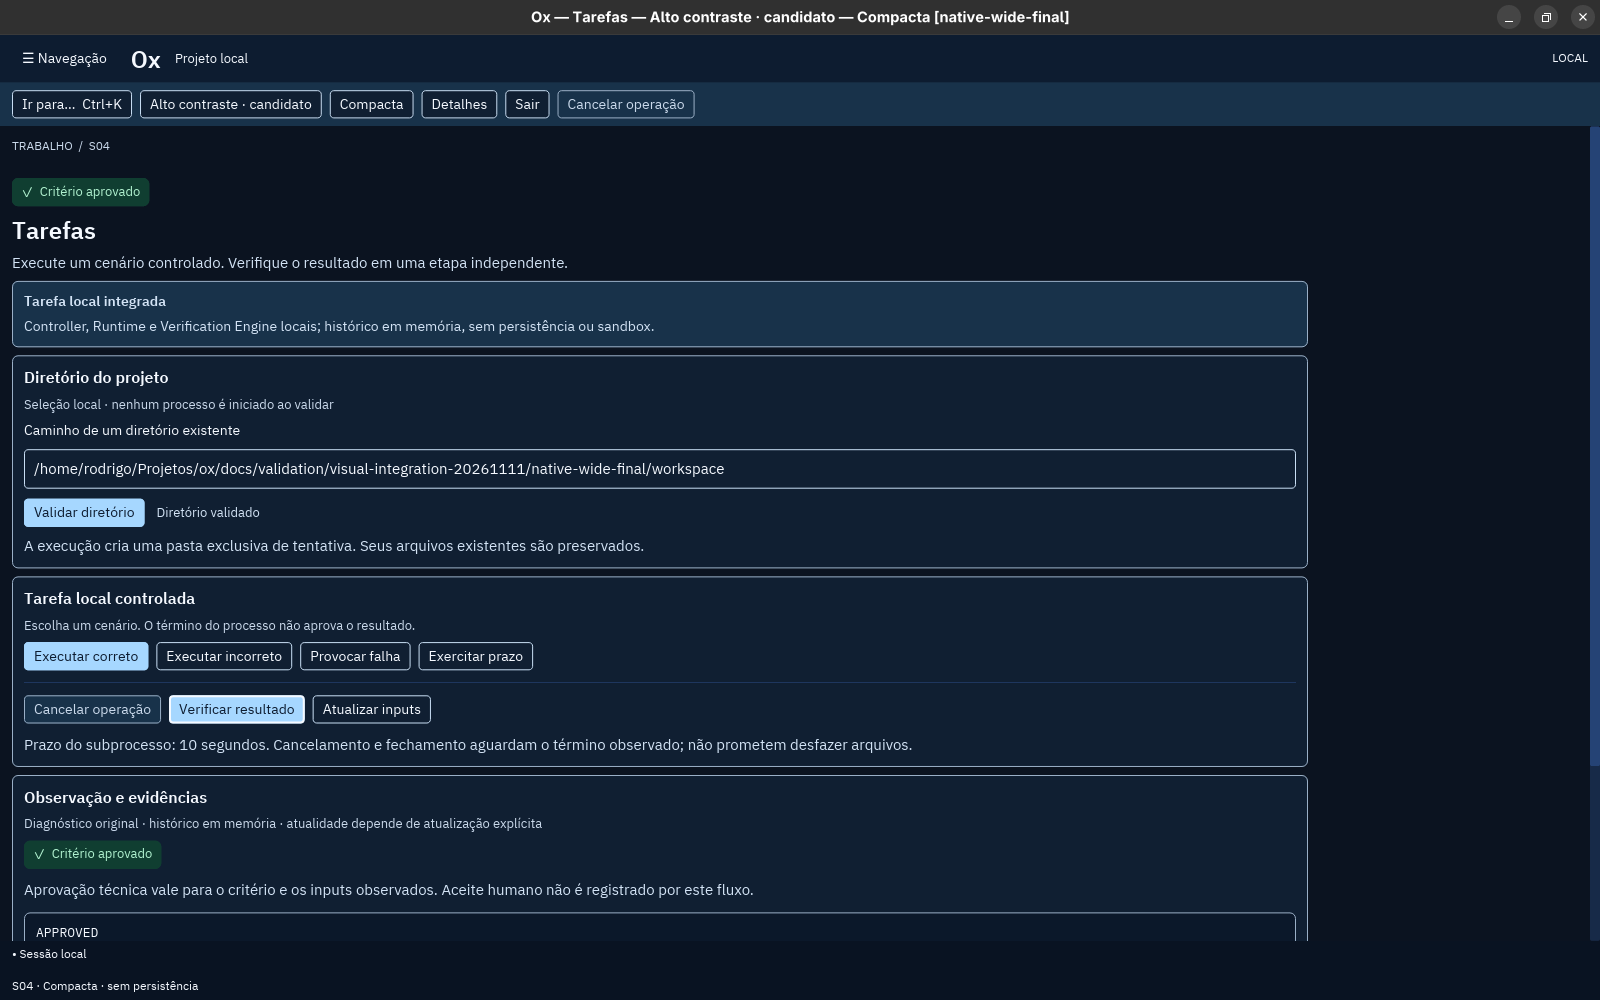 Ox — Tarefas — Alto contraste · candidato — Compacta [native-wide-final]
☰ Navegação Ox Projeto local LOCAL
Ir para... Ctrl+K Alto contraste · candidato Compacta Detalhes Sair Cancelar operação
TRABALHO / S04
✓ Critério aprovado
Tarefas
Execute um cenário controlado. Verifique o resultado em uma etapa independente.
Tarefa local integrada
Controller, Runtime e Verification Engine locais; histórico em memória, sem persistência ou sandbox.
Diretório do projeto
Seleção local · nenhum processo é iniciado ao validar
Caminho de um diretório existente
/home/rodrigo/Projetos/ox/docs/validation/visual-integration-20261111/native-wide-final/workspace
Validar diretório Diretório validado
A execução cria uma pasta exclusiva de tentativa. Seus arquivos existentes são preservados.
Tarefa local controlada
Escolha um cenário. O término do processo não aprova o resultado.
Executar correto Executar incorreto Provocar falha Exercitar prazo
Cancelar operação Verificar resultado Atualizar inputs
Prazo do subprocesso: 10 segundos. Cancelamento e fechamento aguardam o término observado; não prometem desfazer arquivos.
Observação e evidências
Diagnóstico original · histórico em memória · atualidade depende de atualização explícita
✓ Critério aprovado
Aprovação técnica vale para o critério e os inputs observados. Aceite humano não é registrado por este fluxo.
APPROVED
• Sessão local
S04 · Compacta · sem persistência